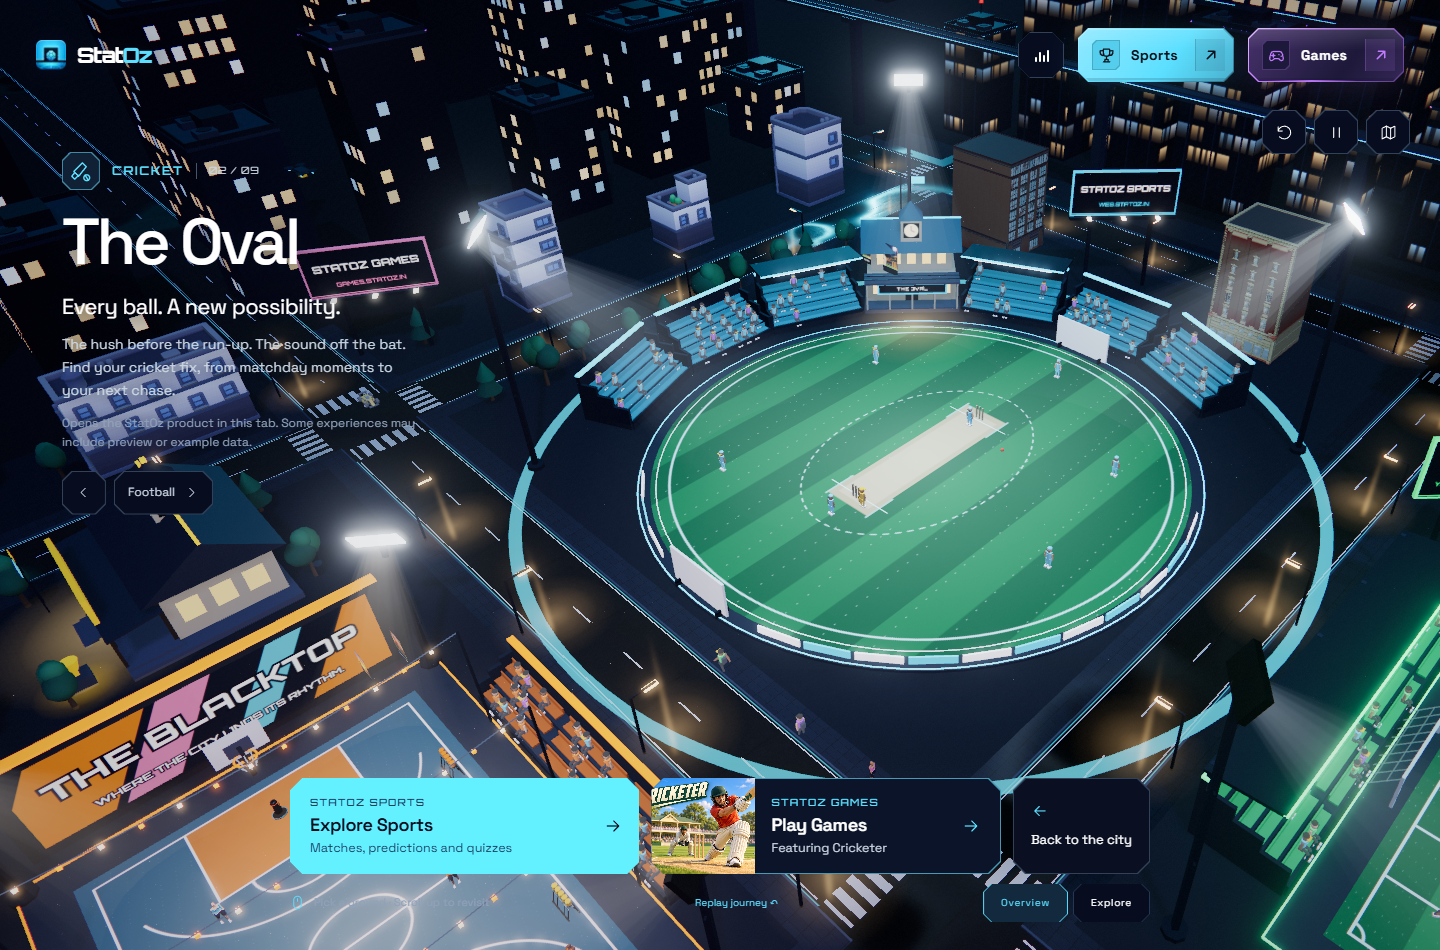 StatOz
Sports
Games
CRICKET
/ 09
The Oval
STATOZ GAMES
GAMES.STATOZ.IN
STATOZ SPORTS
WEB.STATOZ.IN
THE OVAL
Every ball. A new possibility.
The hush before the run-up. The sound off the bat.
Find your cricket fix, from matchday moments to
your next chase.
Opens the StatOz product in this tab. Some experiences may
include preview or example data.
Football
THE BLACKTOP
WHERE THE CITY FINDS ITS RHYTHM.
STATOZ SPORTS
Explore Sports
Matches, predictions and quizzes
CRICKETER
STATOZ GAMES
Play Games
Featuring Cricketer
Back to the city
Replay journey
Overview
Explore